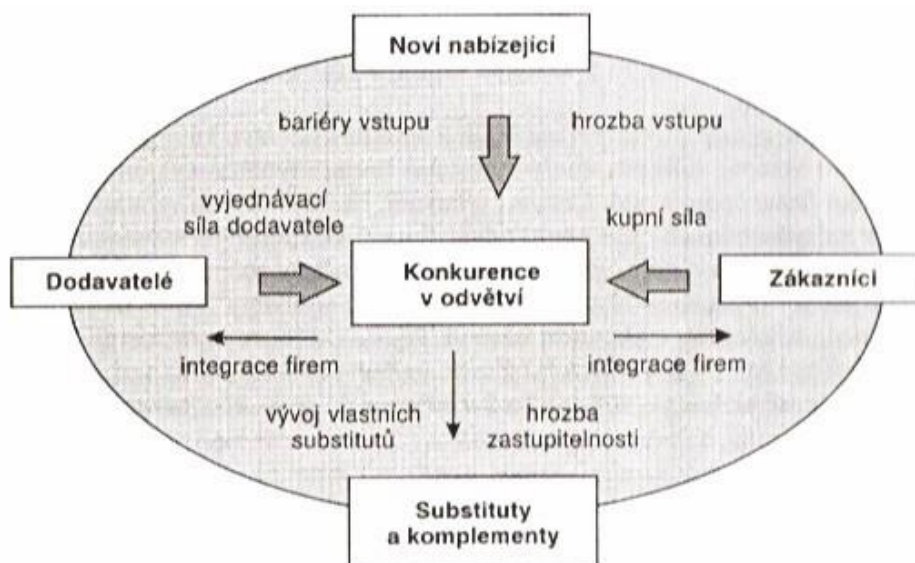 Noví nabízející
bariéry vstupu
hrozba vstupu
vyjednávací
síla dodavatele
kupní síla
Dodavatelé
Konkurence
v odvětví
Zákazníci
integrace firem
integrace firem
vývoj vlastních
substitutů
hrozba
zastupitelnosti
Substituty
a komplementy